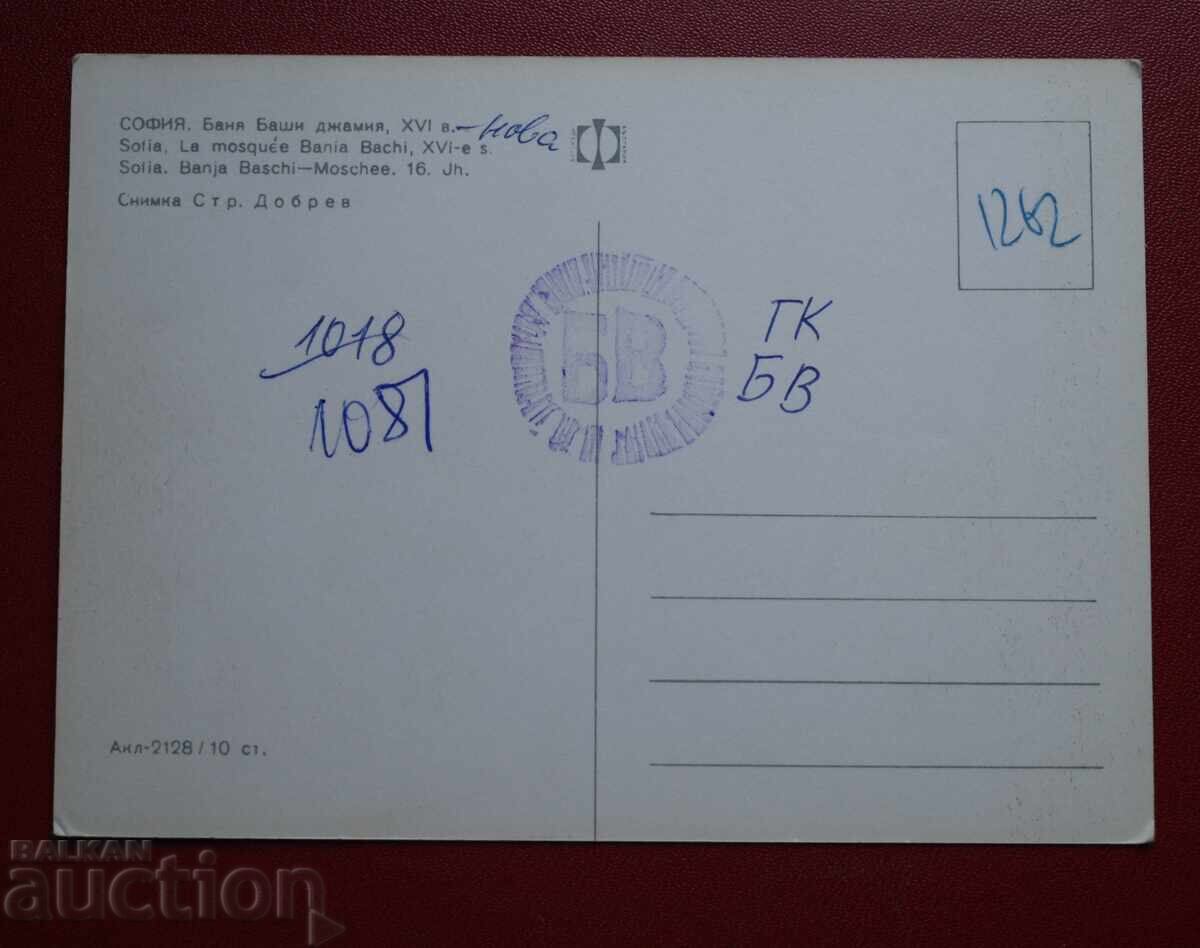 СОФИЯ. Баня Баши джамия, XVI в. - нова
Sofia, La mosquée Bania Bachi, XVI-e s.
Sofia. Banja Baschi—Moschee. 16. Jh.
Снимка Стр. Добрев
1262
1018
1081
БВ
ГК
БВ
Акл-2128/10 ст.
BALKAN
auction